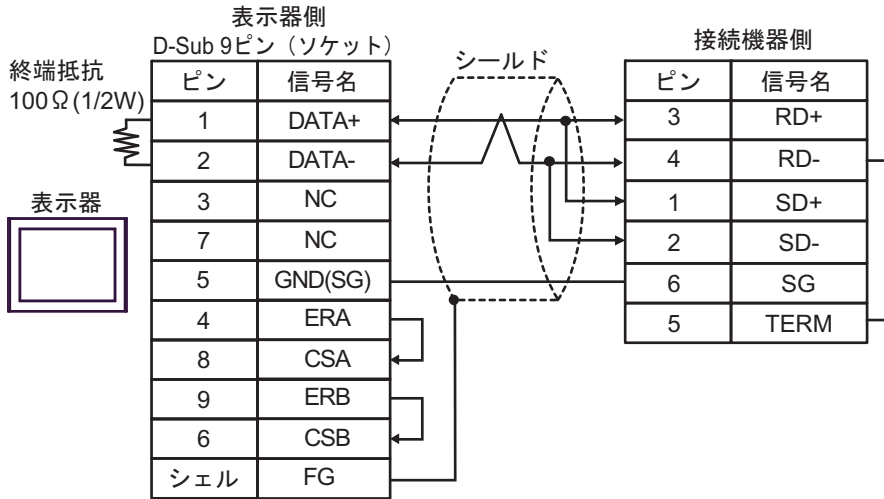 表示器側
D-Sub 9ピン（ソケット）
終端抵抗
100Ω(1/2W)
表示器
ピン 信号名
1 DATA+
2 DATA-
3 NC
7 NC
5 GND(SG)
4 ERA
8 CSA
9 ERB
6 CSB
シェル FG
シールド
接続機器側
ピン 信号名
3 RD+
4 RD-
1 SD+
2 SD-
6 SG
5 TERM